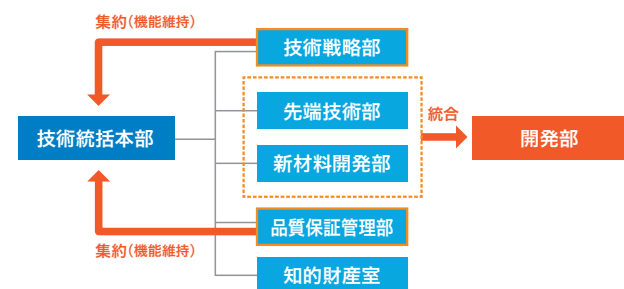 集約(機能維持)
技術戦略部
先端技術部
統合
技術統括本部
開発部
新材料開発部
品質保証管理部
集約(機能維持)
知的財産室